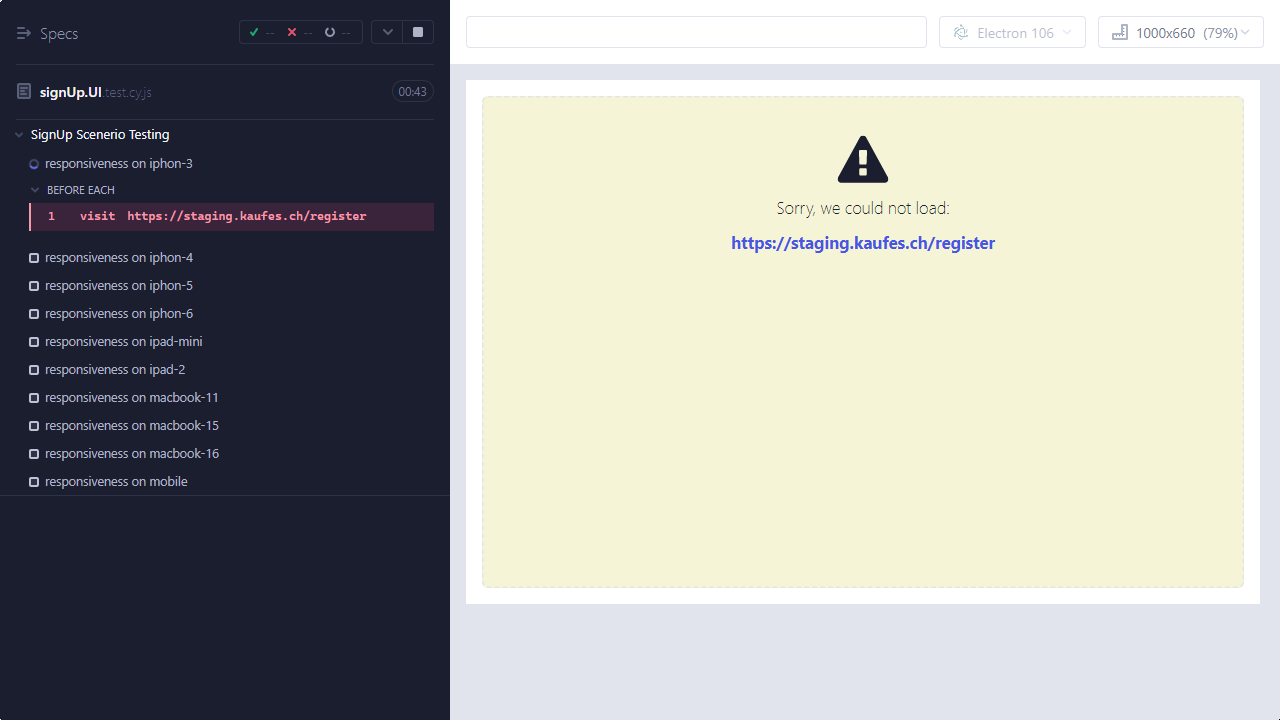 Specs
-- -- --
Electron 106
1000x660 (79%)
signUp.UI.test.cy.js
00:43
SignUp Scenerio Testing
responsiveness on iphon-3
BEFORE EACH
1 visit https://staging.kaufes.ch/register
responsiveness on iphon-4
responsiveness on iphon-5
responsiveness on iphon-6
responsiveness on ipad-mini
responsiveness on ipad-2
responsiveness on macbook-11
responsiveness on macbook-15
responsiveness on macbook-16
responsiveness on mobile
Sorry, we could not load:
https://staging.kaufes.ch/register